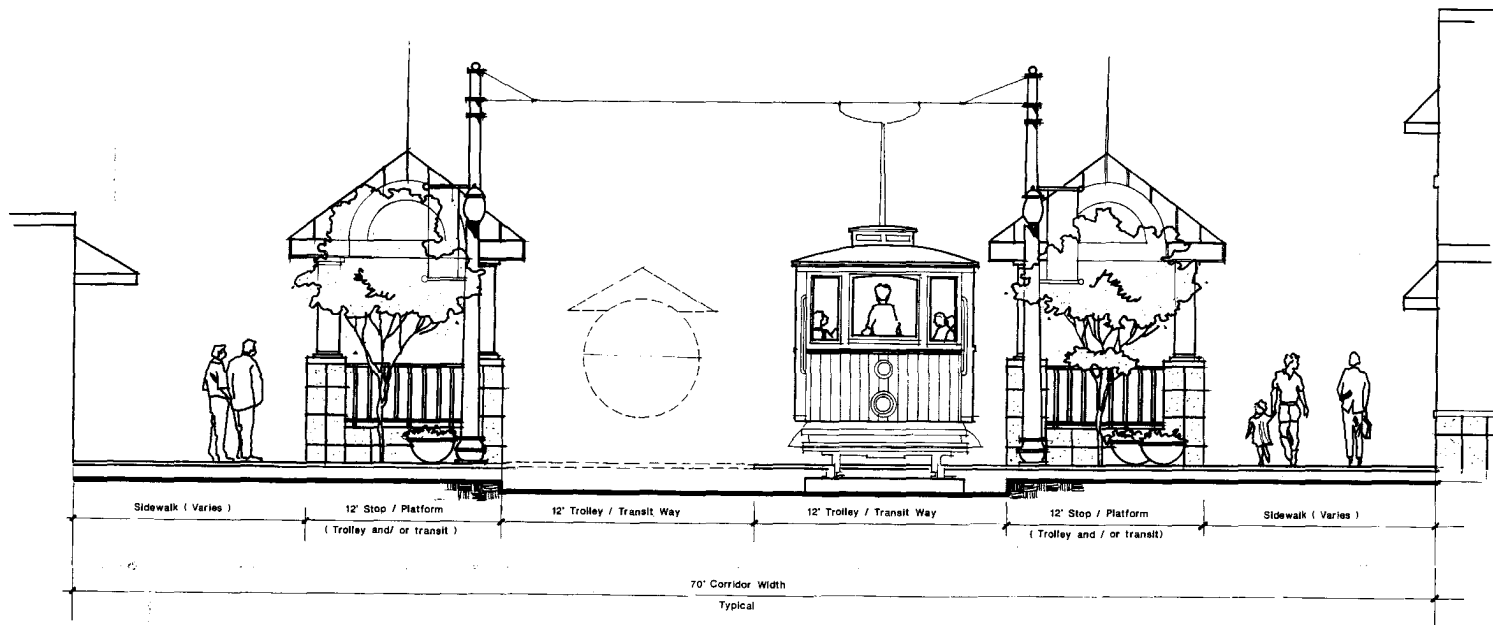 Sidewalk ( Varies )
12' Stop / Platform
( Trolley and/ or transit )
12' Trolley / Transit Way
12' Trolley / Transit Way
12' Stop / Platform
( Trolley and / or transit)
Sidewalk ( Varies )
70' Corridor Width
Typical